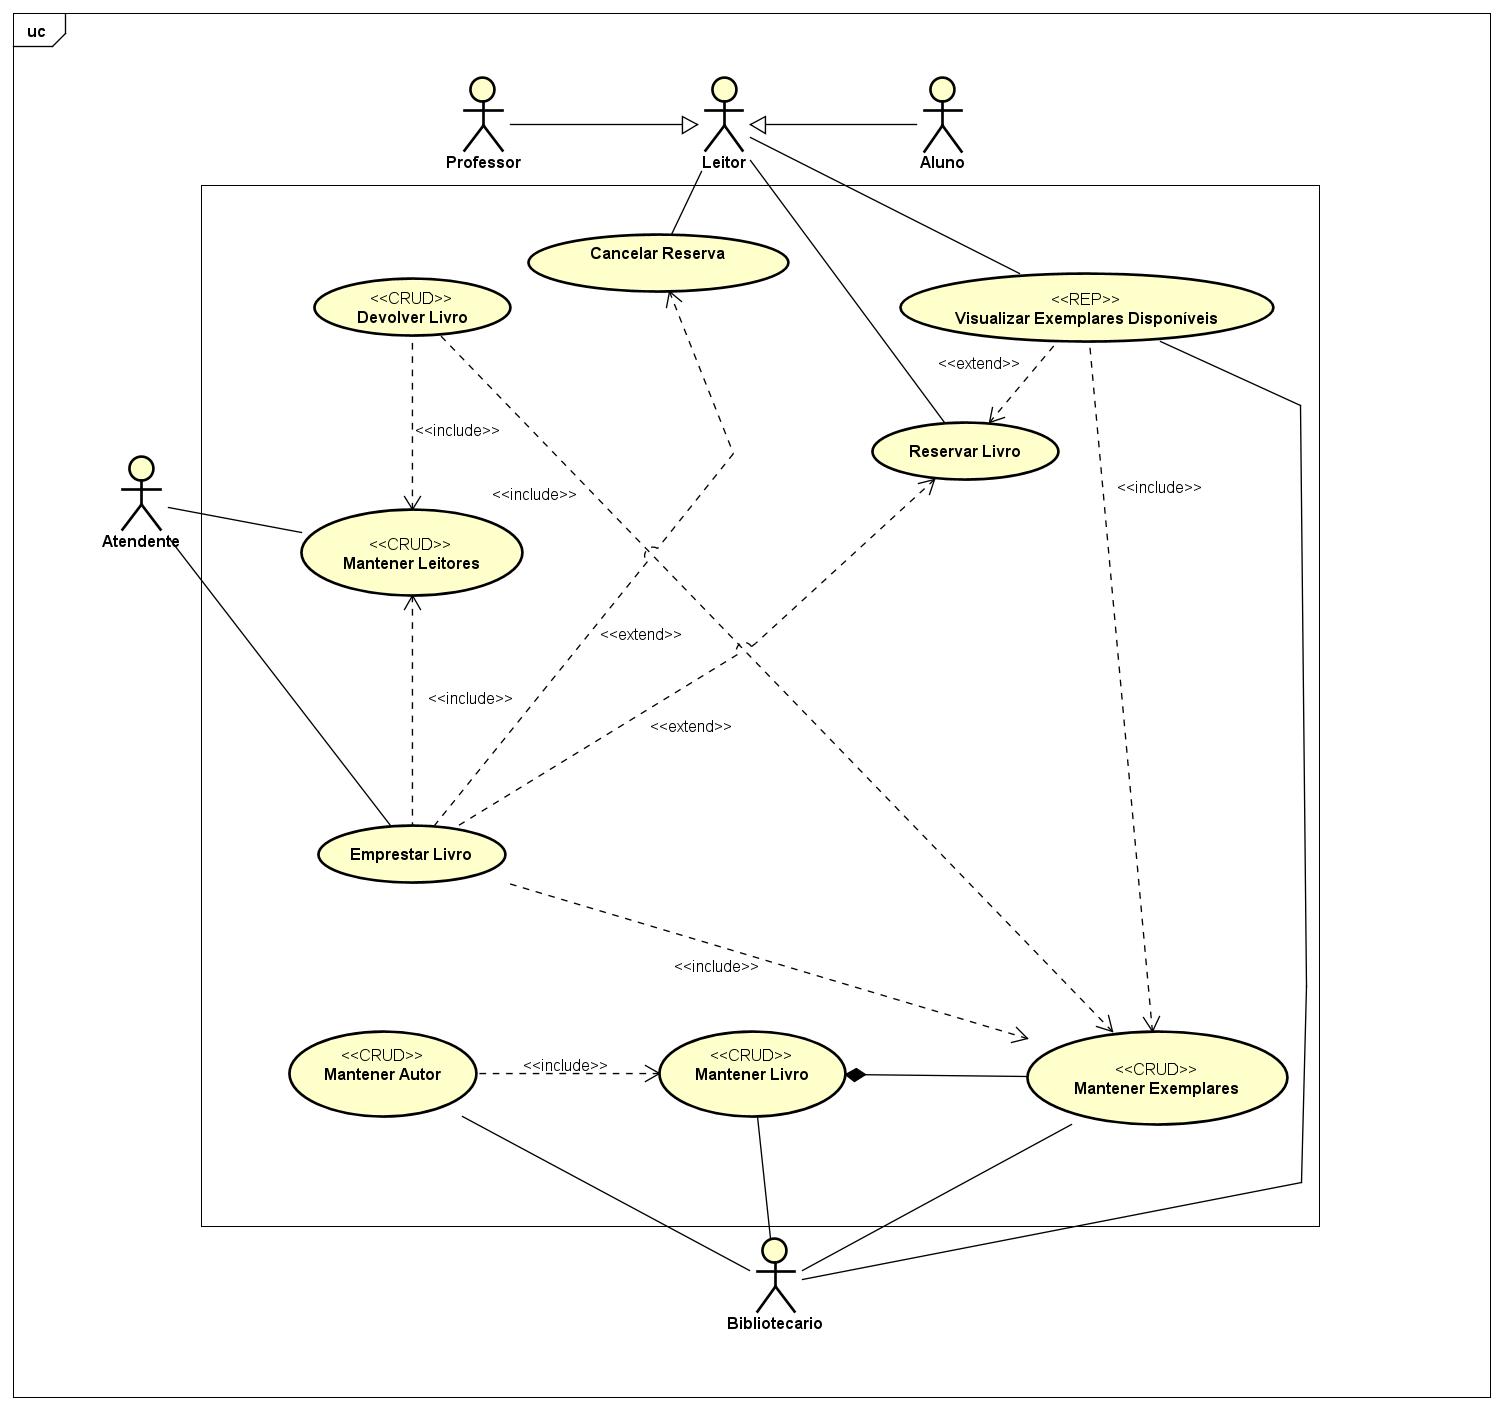 uc
Professor
Leitor
Aluno
Cancelar Reserva
<<CRUD>>
Devolver Livro
<<REP>>
Visualizar Exemplares Disponíveis
<<extend>>
<<include>>
Reservar Livro
<<include>>
<<include>>
Atendente
<<CRUD>>
Mantener Leitores
<<extend>>
<<include>>
<<extend>>
Emprestar Livro
<<include>>
<<CRUD>>
Mantener Autor
<<include>>
<<CRUD>>
Mantener Livro
<<CRUD>>
Mantener Exemplares
Bibliotecario